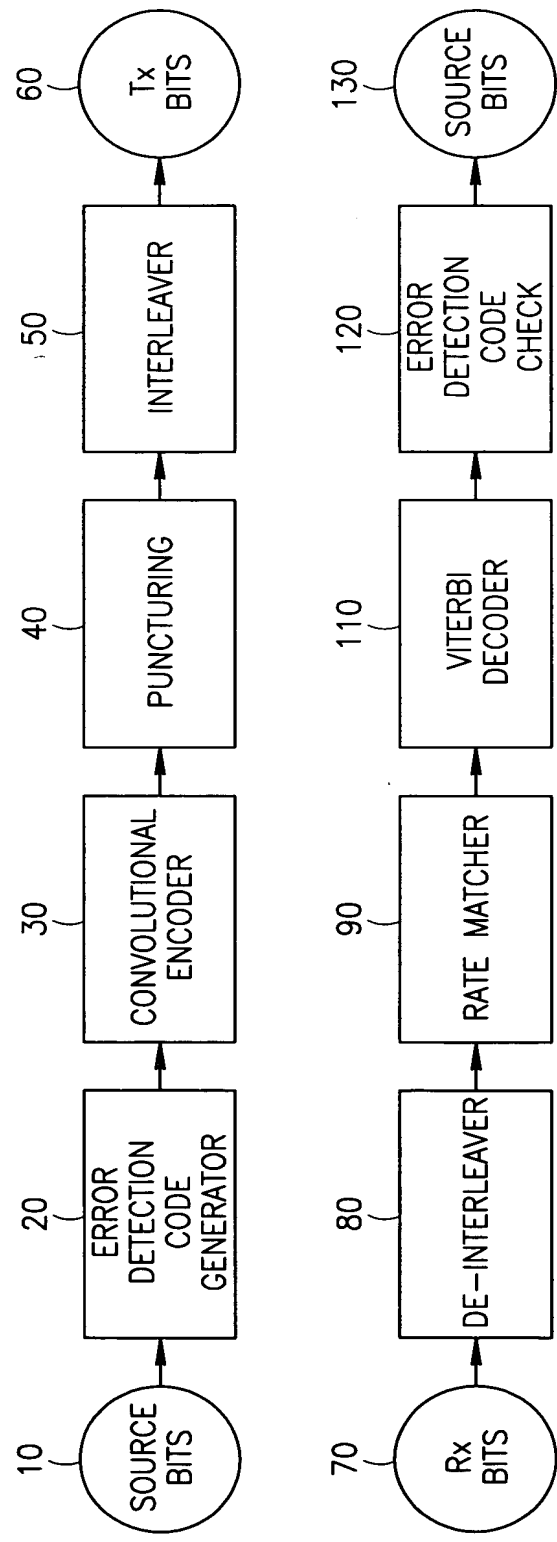 10
SOURCE
BITS
20
ERROR
DETECTION
CODE
GENERATOR
30
CONVOLUTIONAL
ENCODER
40
PUNCTURING
50
INTERLEAVER
60
Tx
BITS
70
Rx
BITS
80
DE-INTERLEAVER
90
RATE MATCHER
110
VITERBI
DECODER
120
ERROR
DETECTION
CODE
CHECK
130
SOURCE
BITS